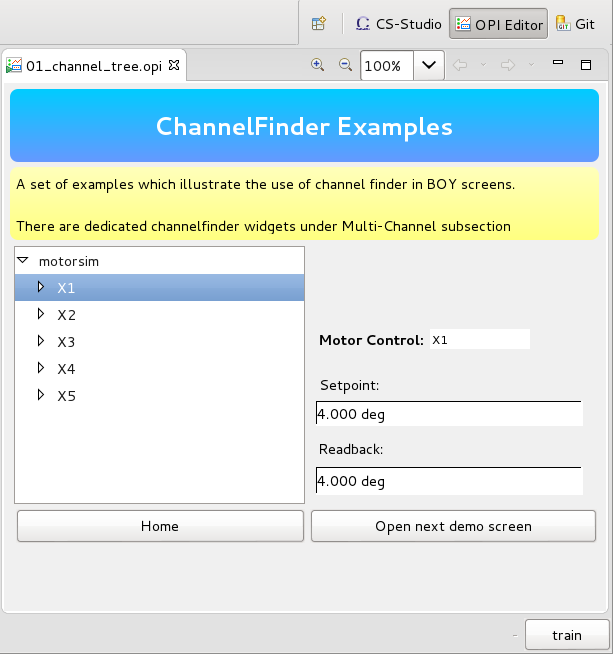 CS-Studio
OPI Editor
Git
01_channel_tree.opi
100%
ChannelFinder Examples
A set of examples which illustrate the use of channel finder in BOY screens.
There are dedicated channelfinder widgets under Multi-Channel subsection
motorsim
X1
X2
X3
X4
X5
Motor Control: X1
Setpoint:
4.000 deg
Readback:
4.000 deg
Home
Open next demo screen
train